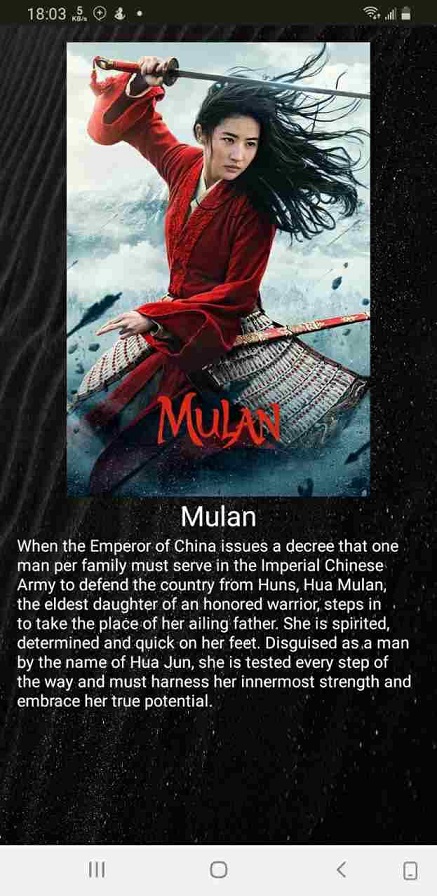 18:03
5
KB/s
MULAN
Mulan
When the Emperor of China issues a decree that one
man per family must serve in the Imperial Chinese
Army to defend the country from Huns, Hua Mulan,
the eldest daughter of an honored warrior, steps in
to take the place of her ailing father. She is spirited,
determined and quick on her feet. Disguised as a man
by the name of Hua Jun, she is tested every step of
the way and must harness her innermost strength and
embrace her true potential.